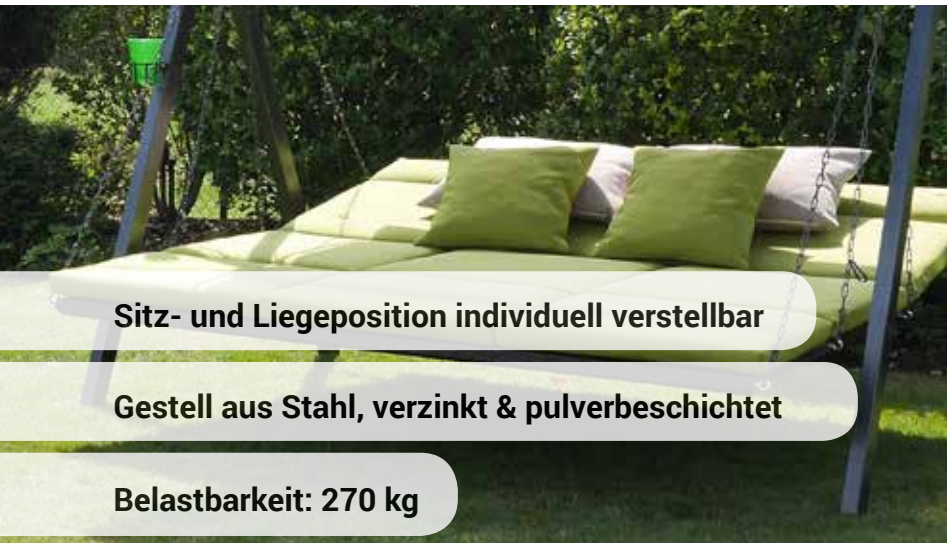 Sitz- und Liegeposition individuell verstellbar
Gestell aus Stahl, verzinkt & pulverbeschichtet
Belastbarkeit: 270 kg